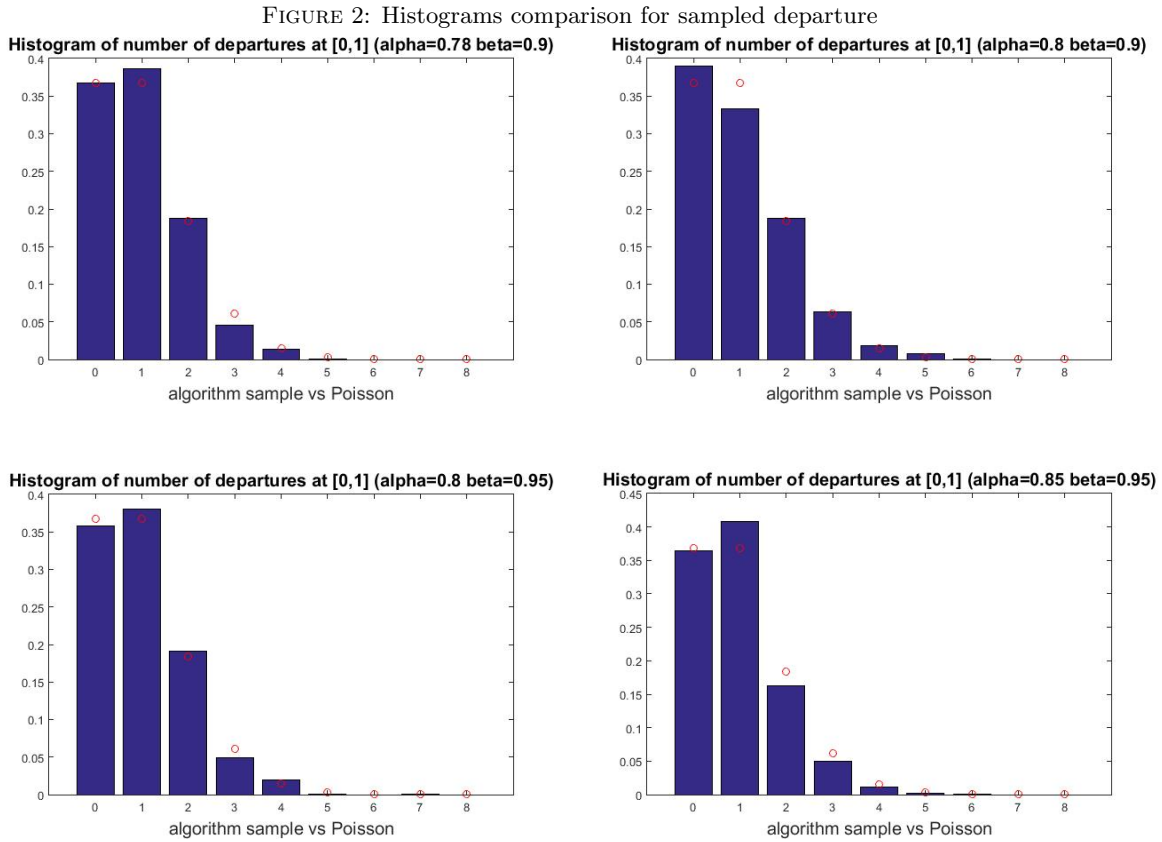 FIGURE 2: Histograms comparison for sampled departure
Histogram of number of departures at [0,1] (alpha=0.78 beta=0.9)
0.4
0.35
0.3
0.25
0.2
0.15
0.1
0.05
0
0 1 2 3 4 5 6 7 8
algorithm sample vs Poisson
Histogram of number of departures at [0,1] (alpha=0.8 beta=0.9)
0.4
0.35
0.3
0.25
0.2
0.15
0.1
0.05
0
0 1 2 3 4 5 6 7 8
algorithm sample vs Poisson
Histogram of number of departures at [0,1] (alpha=0.8 beta=0.95)
0.4
0.35
0.3
0.25
0.2
0.15
0.1
0.05
0
0 1 2 3 4 5 6 7 8
algorithm sample vs Poisson
Histogram of number of departures at [0,1] (alpha=0.85 beta=0.95)
0.45
0.4
0.35
0.3
0.25
0.2
0.15
0.1
0.05
0
0 1 2 3 4 5 6 7 8
algorithm sample vs Poisson